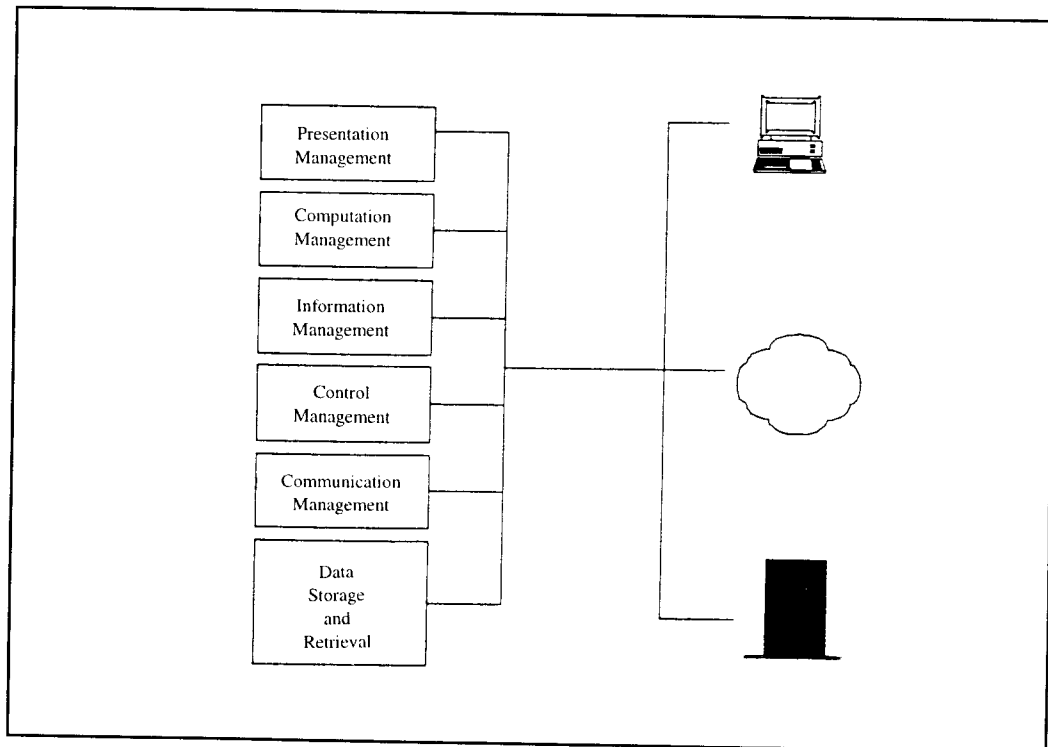 Presentation
Management
Computation
Management
Information
Management
Control
Management
Communication
Management
Data
Storage
and
Retrieval